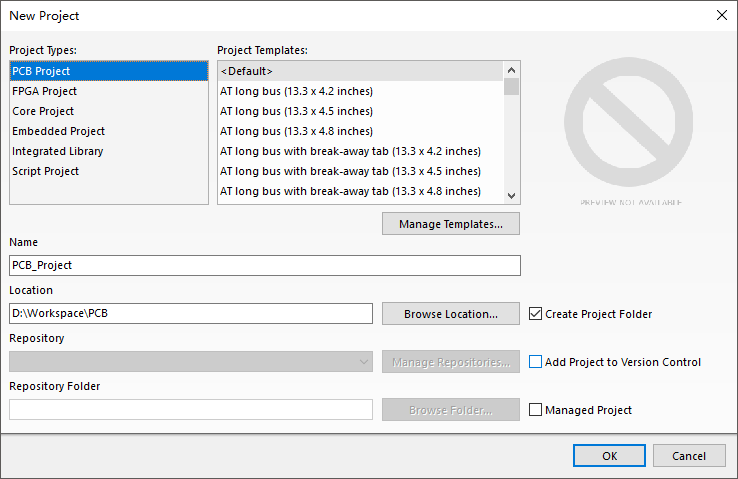 New Project
Project Types:
Project Templates:
PCB Project
FPGA Project
Core Project
Embedded Project
Integrated Library
Script Project
<Default>
AT long bus (13.3 x 4.2 inches)
AT long bus (13.3 x 4.5 inches)
AT long bus (13.3 x 4.8 inches)
AT long bus with break-away tab (13.3 x 4.2 inches)
AT long bus with break-away tab (13.3 x 4.5 inches)
AT long bus with break-away tab (13.3 x 4.8 inches)
PREVIEW NOT AVAILABLE
Manage Templates...
Name
PCB_Project
Location
D:\Workspace\PCB
Browse Location...
Create Project Folder
Repository
Manage Repositories...
Add Project to Version Control
Repository Folder
Browse Folder...
Managed Project
OK
Cancel